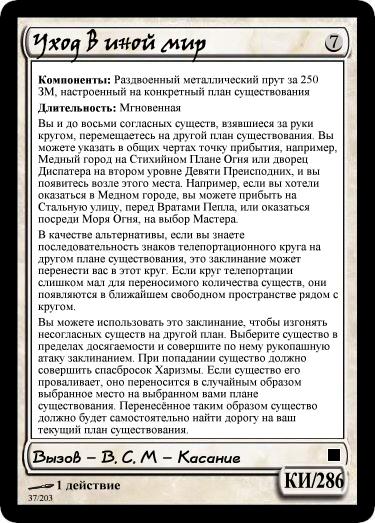 Уход в иной мир
7
Компоненты: Раздвоенный металлический прут за 250
ЗМ, настроенный на конкретный план существования
Длительность: Мгновенная
Вы и до восьми согласных существ, взявшиеся за руки
кругом, перемещаетесь на другой план существования. Вы
можете указать в общих чертах точку прибытия, например,
Медный город на Стихийном Плане Огня или дворец
Диспатера на втором уровне Девяти Преисподних, и вы
появитесь возле этого места. Например, если вы хотели
оказаться в Медном городе, вы можете прибыть на
Стальную улицу, перед Вратами Пепла, или оказаться
посреди Моря Огня, на выбор Мастера.
В качестве альтернативы, если вы знаете
последовательность знаков телепортационного круга на
другом плане существования, это заклинание может
перенести вас в этот круг. Если круг телепортации
слишком мал для переносимого количества существ, они
появляются в ближайшем свободном пространстве рядом с
кругом.
Вы можете использовать это заклинание, чтобы изгонять
несогласных существ на другой план. Выберите существо в
пределах досягаемости и совершите по нему рукопашную
атаку заклинанием. При попадании существо должно
совершить спасбросок Харизмы. Если существо его
проваливает, оно переносится в случайным образом
выбранное место на выбранном вами плане
существования. Перенесённое таким образом существо
должно будет самостоятельно найти дорогу на ваш
текущий план существования.
Вызов – В, С, М – Касание
КИ/286
1 действие
37/203